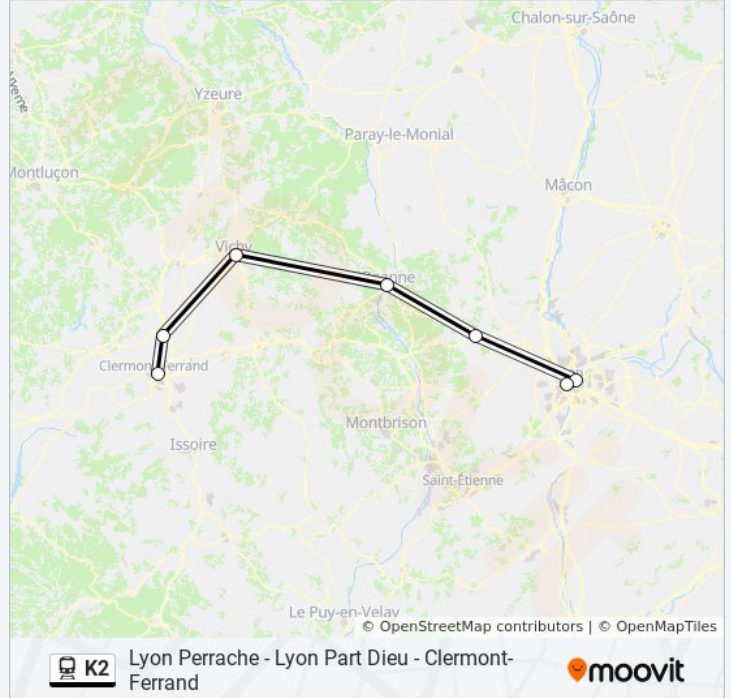 Chalon-sur-Saône
Yzeure
Paray-le-Monial
Montluçon
Mâcon
Vichy
Clermont-Ferrand
Montbrison
Issoire
Saint-Étienne
Le Puy-en-Velay
© OpenStreetMap contributors | © OpenMapTiles
K2
Lyon Perrache - Lyon Part Dieu - Clermont-
Ferrand
moovit